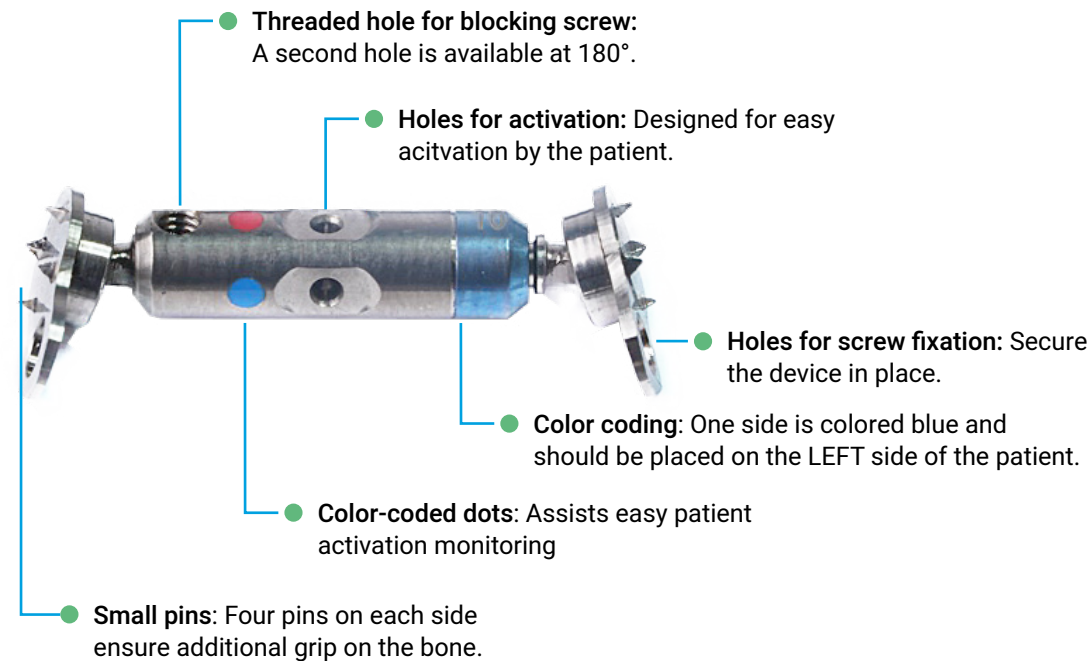 Threaded hole for blocking screw:
A second hole is available at 180°.
Holes for activation: Designed for easy
acitvation by the patient.
Holes for screw fixation: Secure
the device in place.
Color coding: One side is colored blue and
should be placed on the LEFT side of the patient.
Color-coded dots: Assists easy patient
activation monitoring
Small pins: Four pins on each side
ensure additional grip on the bone.